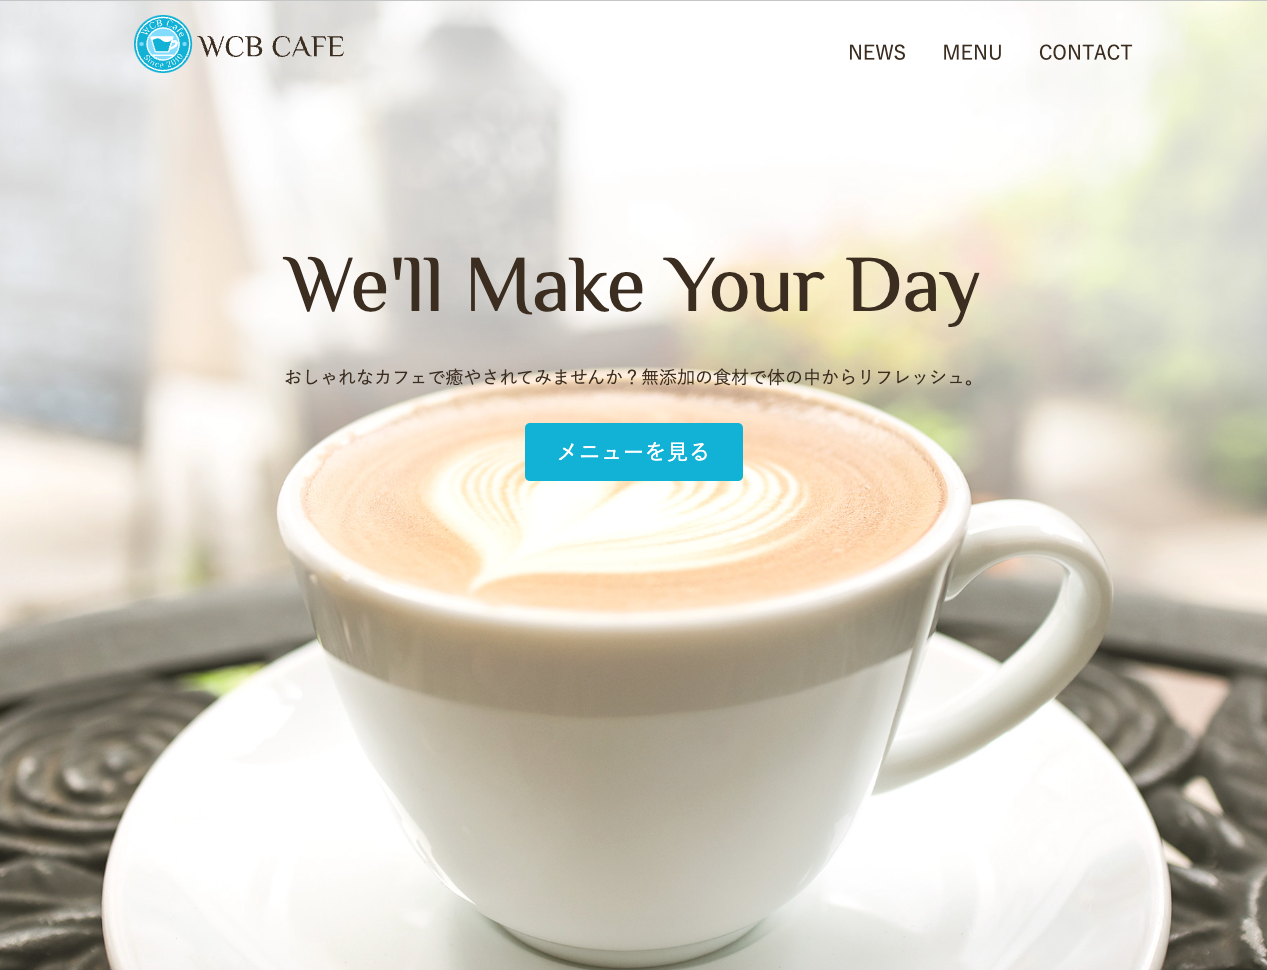 WCB Cafe
Since 2010
WCB CAFE
NEWS MENU CONTACT
We'll Make Your Day
おしゃれなカフェで癒やされてみませんか？無添加の食材で体の中からリフレッシュ。
メニューを見る